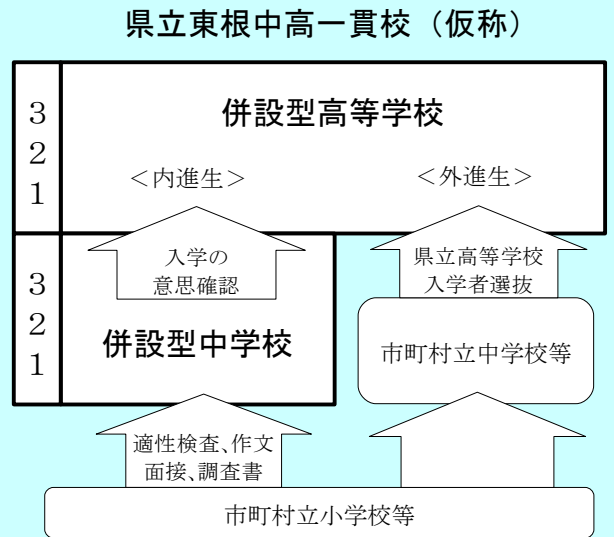 県立東根中高一貫校（仮称）
３
２
１
併設型高等学校
＜内進生＞
＜外進生＞
入学の
意思確認
県立高等学校
入学者選抜
３
２
１
併設型中学校
市町村立中学校等
適性検査、作文
面接、調査書
市町村立小学校等